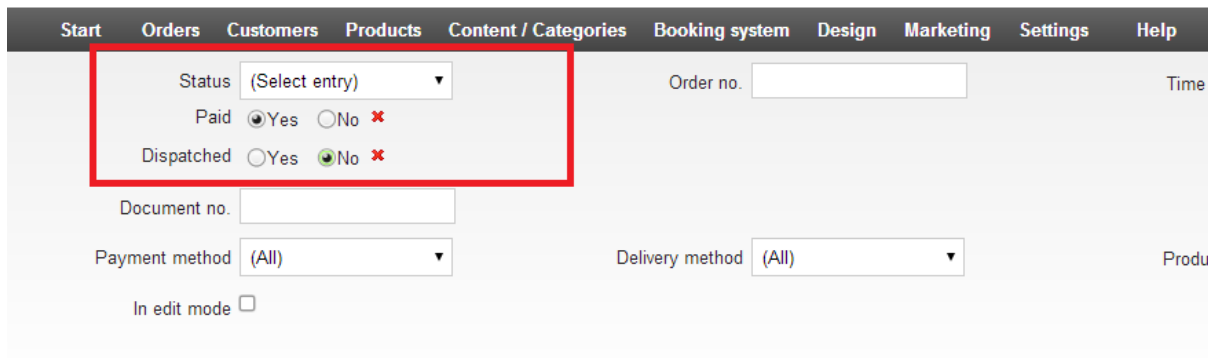 Start Orders Customers Products Content / Categories Booking system Design Marketing Settings Help
Status (Select entry) Order no. Time
Paid Yes No
Dispatched Yes No
Document no.
Payment method (All) Delivery method (All) Produ
In edit mode